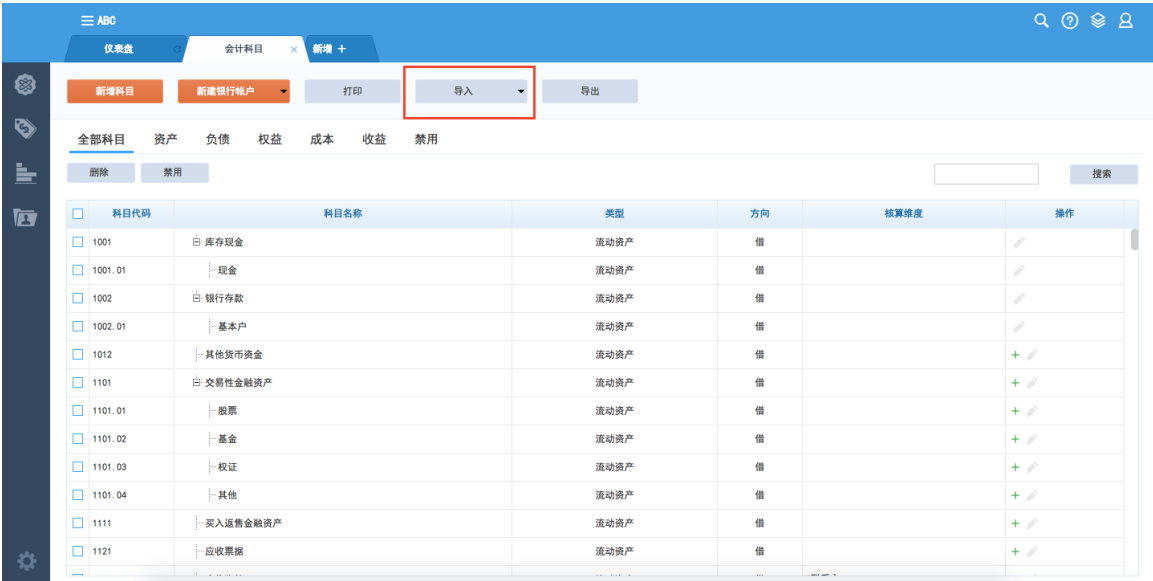 ABC
仪表盘 会计科目 × 新增 +
新增科目 新建银行帐户 打印 导入 导出
全部科目 资产 负债 权益 成本 收益 禁用
删除 禁用 搜索
科目代码 科目名称 类型 方向 核算维度 操作
1001 库存现金 流动资产 借
1001.01 现金 流动资产 借
1002 银行存款 流动资产 借
1002.01 基本户 流动资产 借
1012 其他货币资金 流动资产 借
1101 交易性金融资产 流动资产 借
1101.01 股票 流动资产 借
1101.02 基金 流动资产 借
1101.03 权证 流动资产 借
1101.04 其他 流动资产 借
1111 买入返售金融资产 流动资产 借
1121 应收票据 流动资产 借